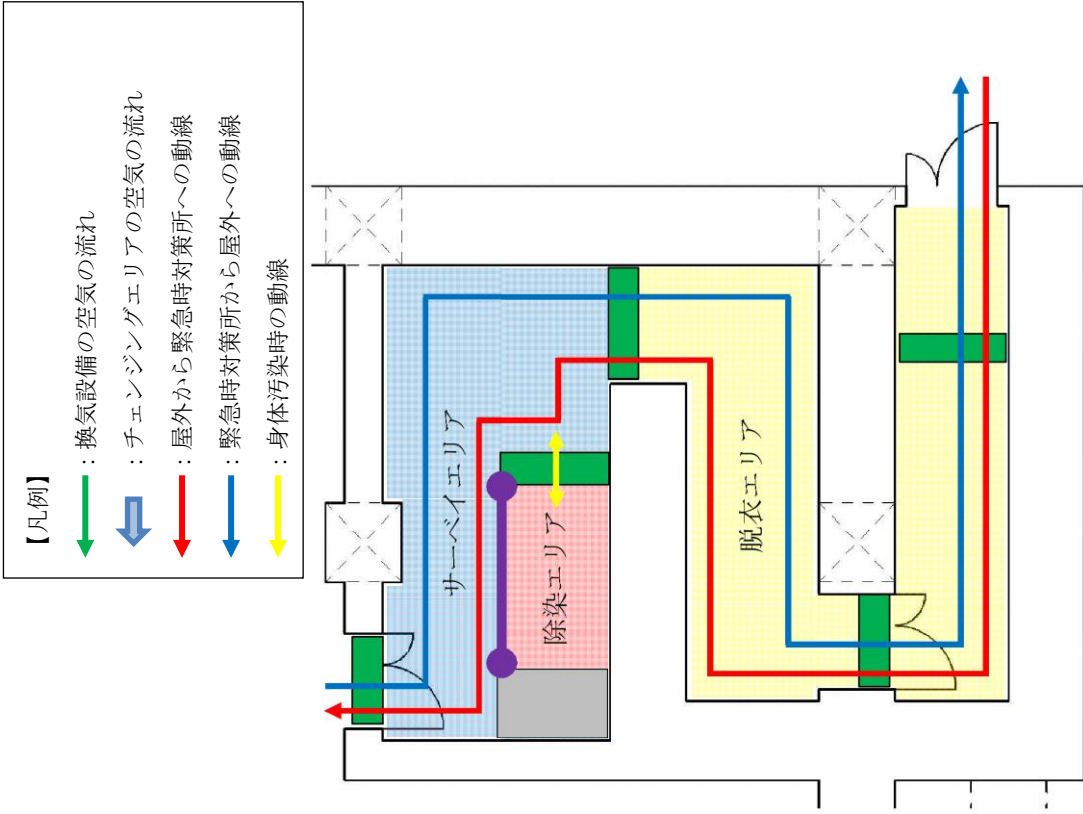 【凡例】
：換気設備の空気の流れ
：チェンジングエリアの空気の流れ
：屋外から緊急時対策所への動線
：緊急時対策所から屋外への動線
：身体汚染時の動線
サーベイエリア
除染エリア
脱衣エリア